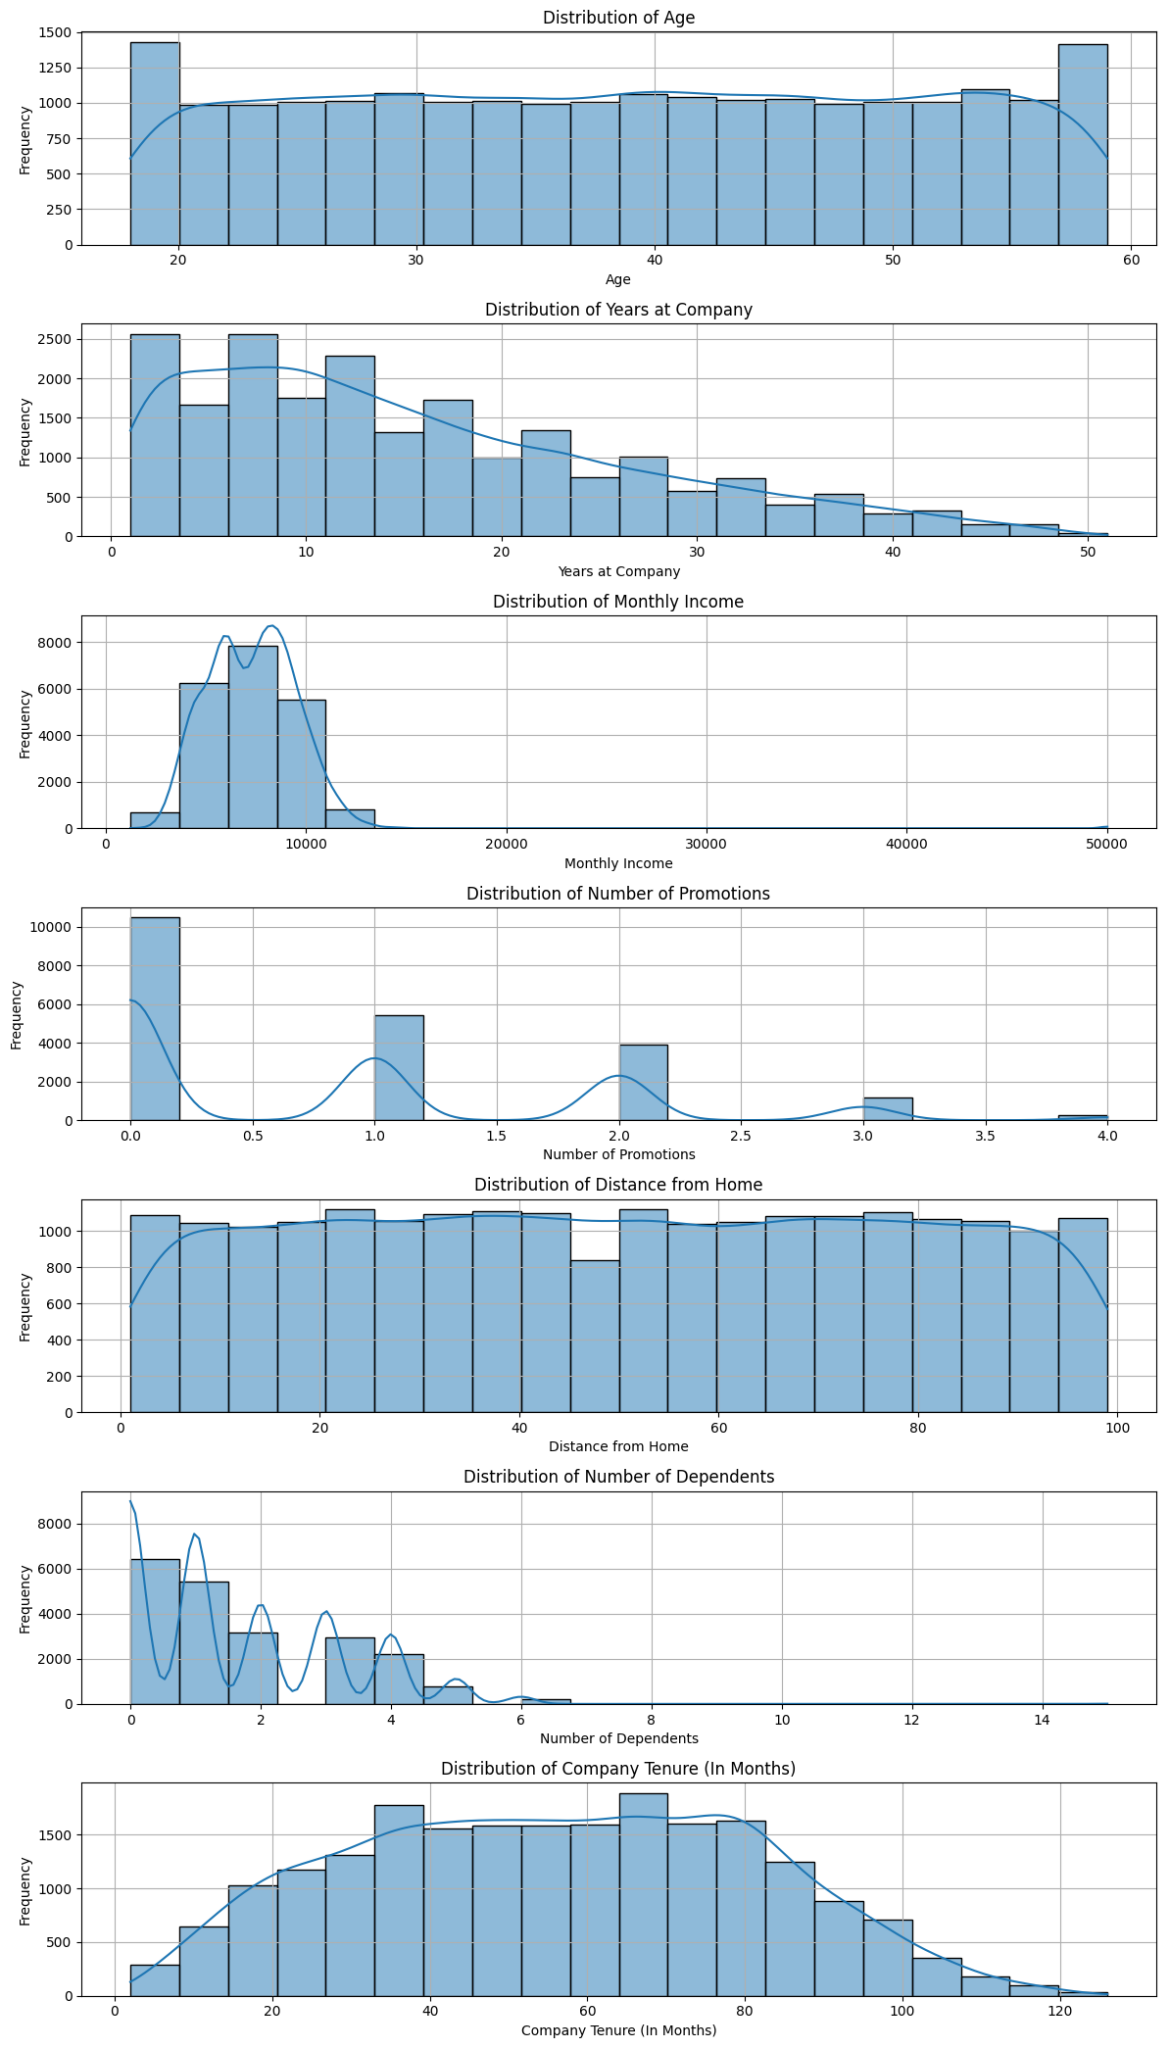 Distribution of Age
1500
1250
1000
750
500
250
0
Frequency
20 30 40 50 60
Age
Distribution of Years at Company
2500
2000
1500
1000
500
0
Frequency
0 10 20 30 40 50
Years at Company
Distribution of Monthly Income
8000
6000
4000
2000
0
Frequency
0 10000 20000 30000 40000 50000
Monthly Income
Distribution of Number of Promotions
10000
8000
6000
4000
2000
0
Frequency
0.0 0.5 1.0 1.5 2.0 2.5 3.0 3.5 4.0
Number of Promotions
Distribution of Distance from Home
1000
800
600
400
200
0
Frequency
0 20 40 60 80 100
Distance from Home
Distribution of Number of Dependents
8000
6000
4000
2000
0
Frequency
0 2 4 6 8 10 12 14
Number of Dependents
Distribution of Company Tenure (In Months)
1500
1000
500
0
Frequency
0 20 40 60 80 100 120
Company Tenure (In Months)